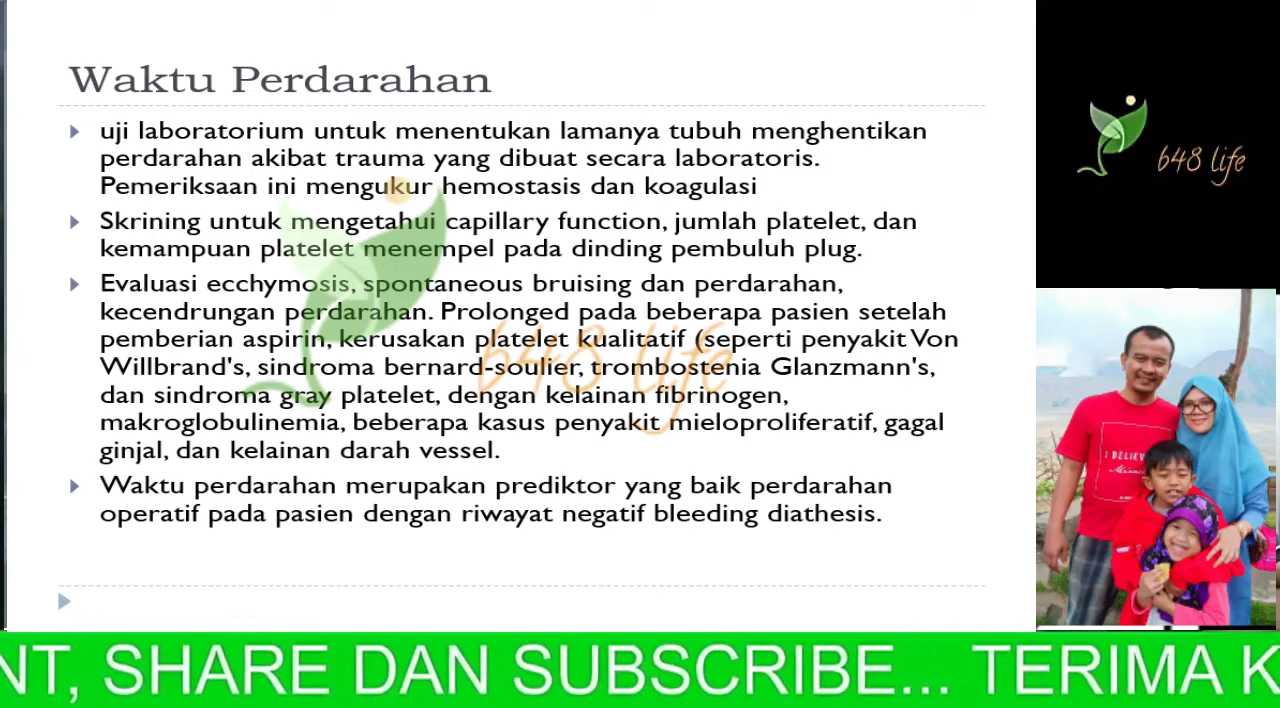 Waktu Perdarahan
uji laboratorium untuk menentukan lamanya tubuh menghentikan
perdarahan akibat trauma yang dibuat secara laboratoris.
Pemeriksaan ini mengukur hemostasis dan koagulasi
Skrining untuk mengetahui capillary function, jumlah platelet, dan
kemampuan platelet menempel pada dinding pembuluh plug.
Evaluasi ecchymosis, spontaneous bruising dan perdarahan,
kecendrungan perdarahan. Prolonged pada beberapa pasien setelah
pemberian aspirin, kerusakan platelet kualitatif (seperti penyakit Von
Willbrand's, sindroma bernard-soulier, trombostenia Glanzmann's,
dan sindroma gray platelet, dengan kelainan fibrinogen,
makroglobulinemia, beberapa kasus penyakit mieloproliferatif, gagal
ginjal, dan kelainan darah vessel.
Waktu perdarahan merupakan prediktor yang baik perdarahan
operatif pada pasien dengan riwayat negatif bleeding diathesis.
648 life
648 life
I BELIEVE
NT, SHARE DAN SUBSCRIBE... TERIMA K